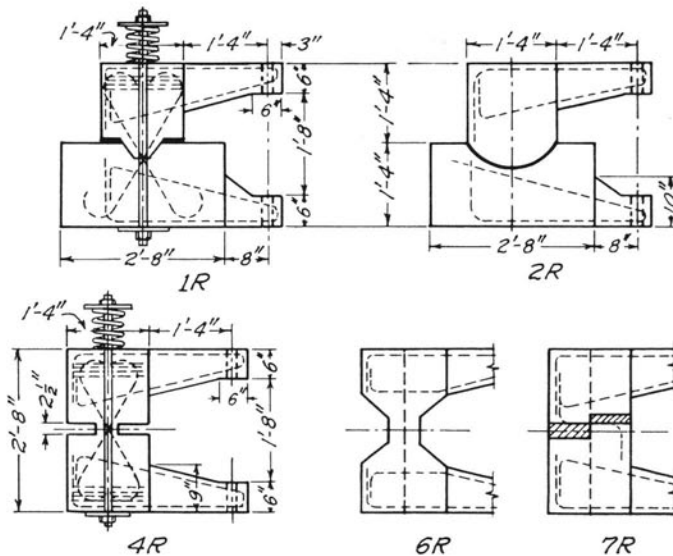 1'-4" 1'-4" 3"
6" 6" 1'-8" 6"
2'-8" 8"
1R
1'-4" 1'-4"
1'-4" 1'-4" 10"
2'-8" 8"
2R
1'-4" 1'-4"
2'-8" 2½" 6" 6" 1'-8" 9" 6"
4R
6R
7R